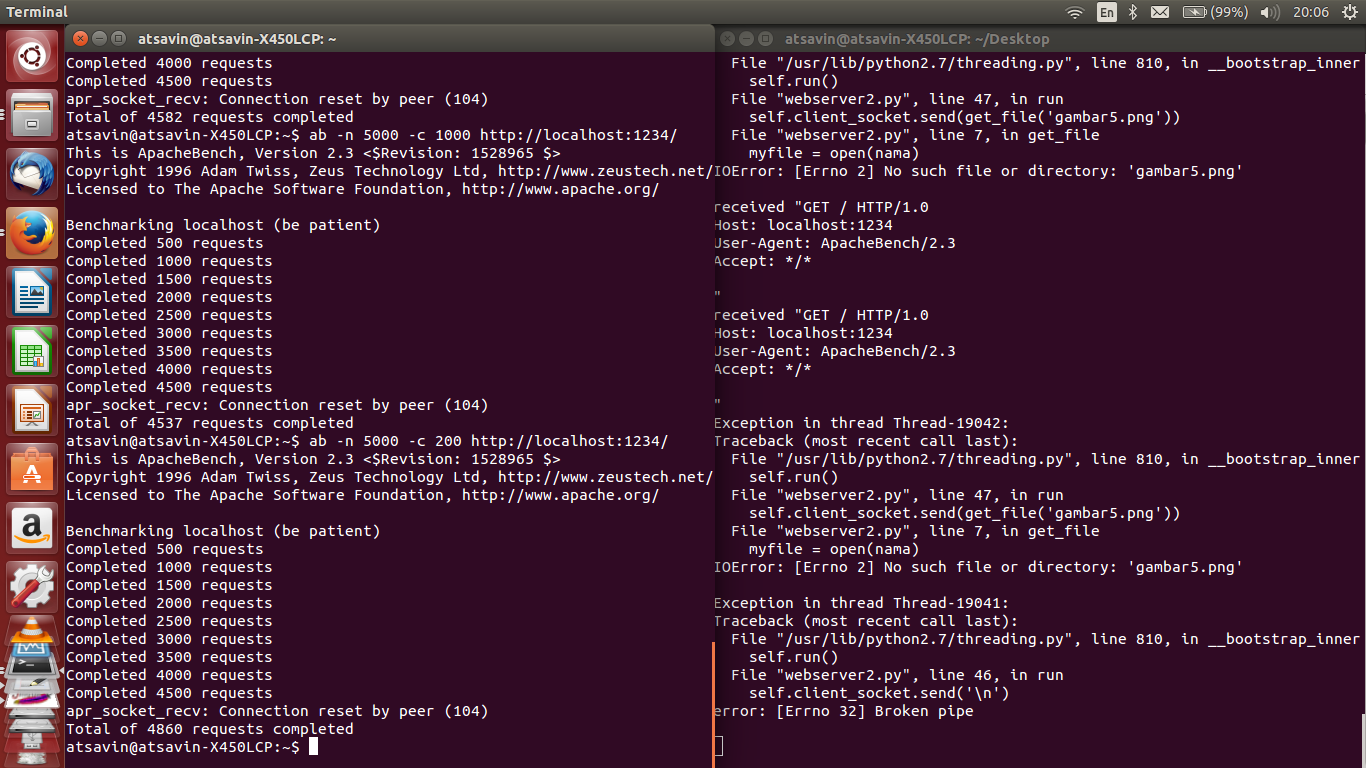 Terminal
En
(99%)
20:06
atsavin@atsavin-X450LCP: ~
Completed 4000 requests
Completed 4500 requests
apr_socket_recv: Connection reset by peer (104)
Total of 4582 requests completed
atsavin@atsavin-X450LCP:~$ ab -n 5000 -c 1000 http://localhost:1234/
This is ApacheBench, Version 2.3 <$Revision: 1528965 $>
Copyright 1996 Adam Twiss, Zeus Technology Ltd, http://www.zeustech.net/
Licensed to The Apache Software Foundation, http://www.apache.org/

Benchmarking localhost (be patient)
Completed 500 requests
Completed 1000 requests
Completed 1500 requests
Completed 2000 requests
Completed 2500 requests
Completed 3000 requests
Completed 3500 requests
Completed 4000 requests
Completed 4500 requests
apr_socket_recv: Connection reset by peer (104)
Total of 4537 requests completed
atsavin@atsavin-X450LCP:~$ ab -n 5000 -c 200 http://localhost:1234/
This is ApacheBench, Version 2.3 <$Revision: 1528965 $>
Copyright 1996 Adam Twiss, Zeus Technology Ltd, http://www.zeustech.net/
Licensed to The Apache Software Foundation, http://www.apache.org/

Benchmarking localhost (be patient)
Completed 500 requests
Completed 1000 requests
Completed 1500 requests
Completed 2000 requests
Completed 2500 requests
Completed 3000 requests
Completed 3500 requests
Completed 4000 requests
Completed 4500 requests
apr_socket_recv: Connection reset by peer (104)
Total of 4860 requests completed
atsavin@atsavin-X450LCP:~$
atsavin@atsavin-X450LCP: ~/Desktop
File "/usr/lib/python2.7/threading.py", line 810, in __bootstrap_inner
self.run()
File "webserver2.py", line 47, in run
self.client_socket.send(get_file('gambar5.png'))
File "webserver2.py", line 7, in get_file
myfile = open(nama)
IOError: [Errno 2] No such file or directory: 'gambar5.png'

received "GET / HTTP/1.0
Host: localhost:1234
User-Agent: ApacheBench/2.3
Accept: */*

"
received "GET / HTTP/1.0
Host: localhost:1234
User-Agent: ApacheBench/2.3
Accept: */*

"
Exception in thread Thread-19042:
Traceback (most recent call last):
File "/usr/lib/python2.7/threading.py", line 810, in __bootstrap_inner
self.run()
File "webserver2.py", line 47, in run
self.client_socket.send(get_file('gambar5.png'))
File "webserver2.py", line 7, in get_file
myfile = open(nama)
IOError: [Errno 2] No such file or directory: 'gambar5.png'

Exception in thread Thread-19041:
Traceback (most recent call last):
File "/usr/lib/python2.7/threading.py", line 810, in __bootstrap_inner
self.run()
File "webserver2.py", line 46, in run
self.client_socket.send('\n')
error: [Errno 32] Broken pipe